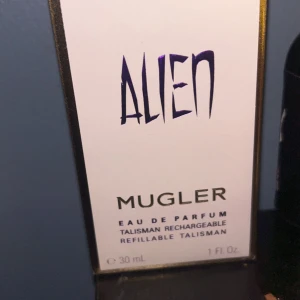 ALIEN
MUGLER
EAU DE PARFUM
TALISMAN RECHARGEABLE
REFILLABLE TALISMAN
℮ 30 mL 1 fl. Oz.